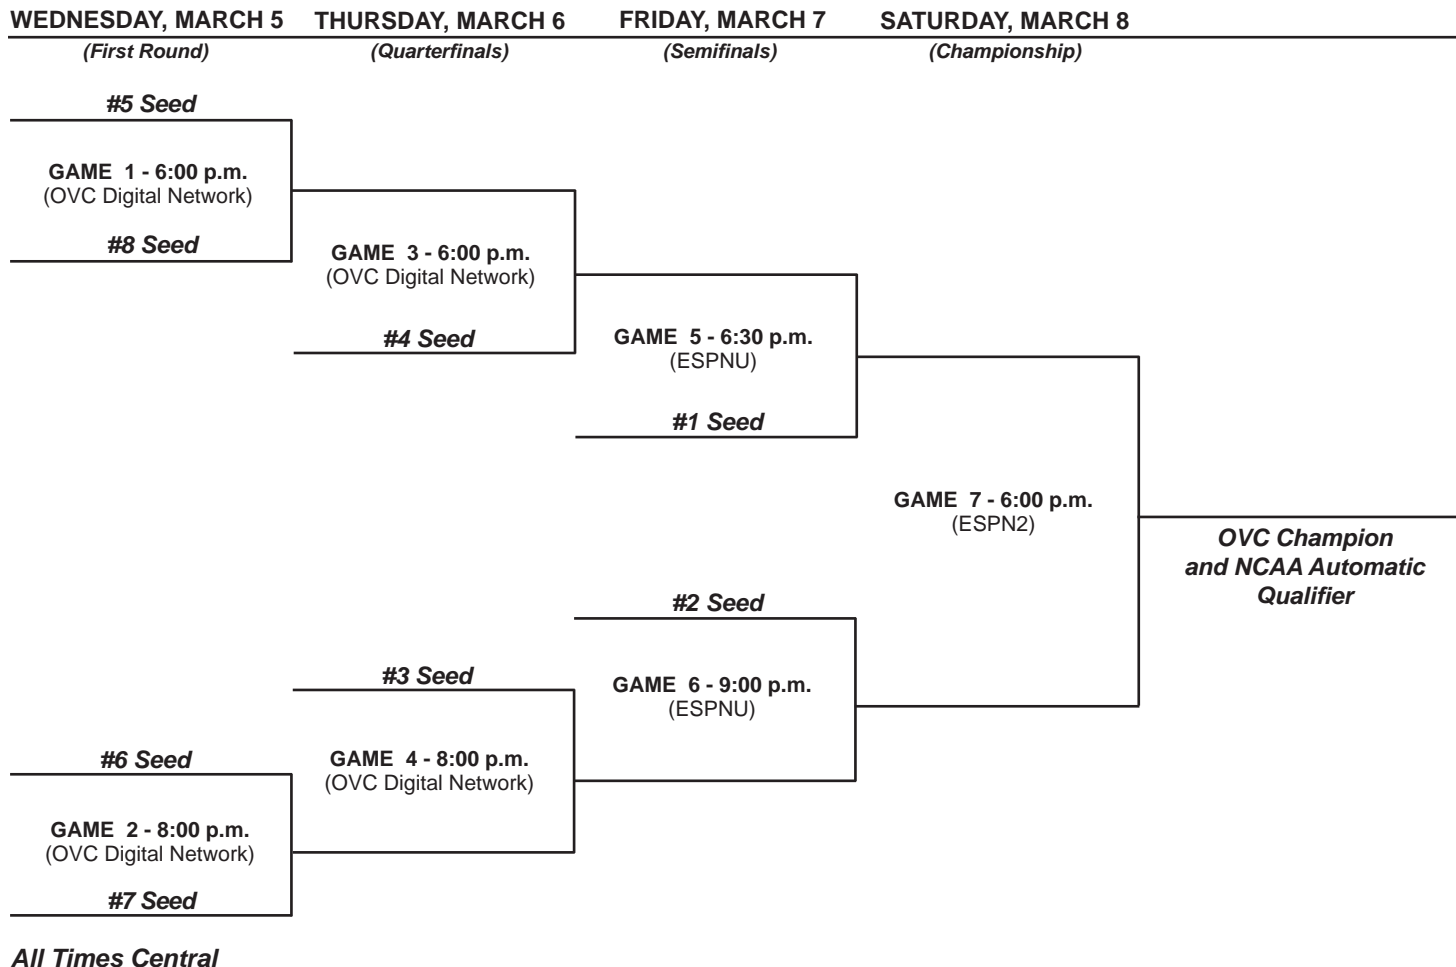 WEDNESDAY, MARCH 5
(First Round)
THURSDAY, MARCH 6
(Quarterfinals)
FRIDAY, MARCH 7
(Semifinals)
SATURDAY, MARCH 8
(Championship)
#5 Seed
GAME 1 - 6:00 p.m.
(OVC Digital Network)
#8 Seed
GAME 3 - 6:00 p.m.
(OVC Digital Network)
#4 Seed
GAME 5 - 6:30 p.m.
(ESPNU)
#1 Seed
GAME 7 - 6:00 p.m.
(ESPN2)
OVC Champion
and NCAA Automatic
Qualifier
#2 Seed
GAME 6 - 9:00 p.m.
(ESPNU)
#3 Seed
GAME 4 - 8:00 p.m.
(OVC Digital Network)
#6 Seed
GAME 2 - 8:00 p.m.
(OVC Digital Network)
#7 Seed
All Times Central